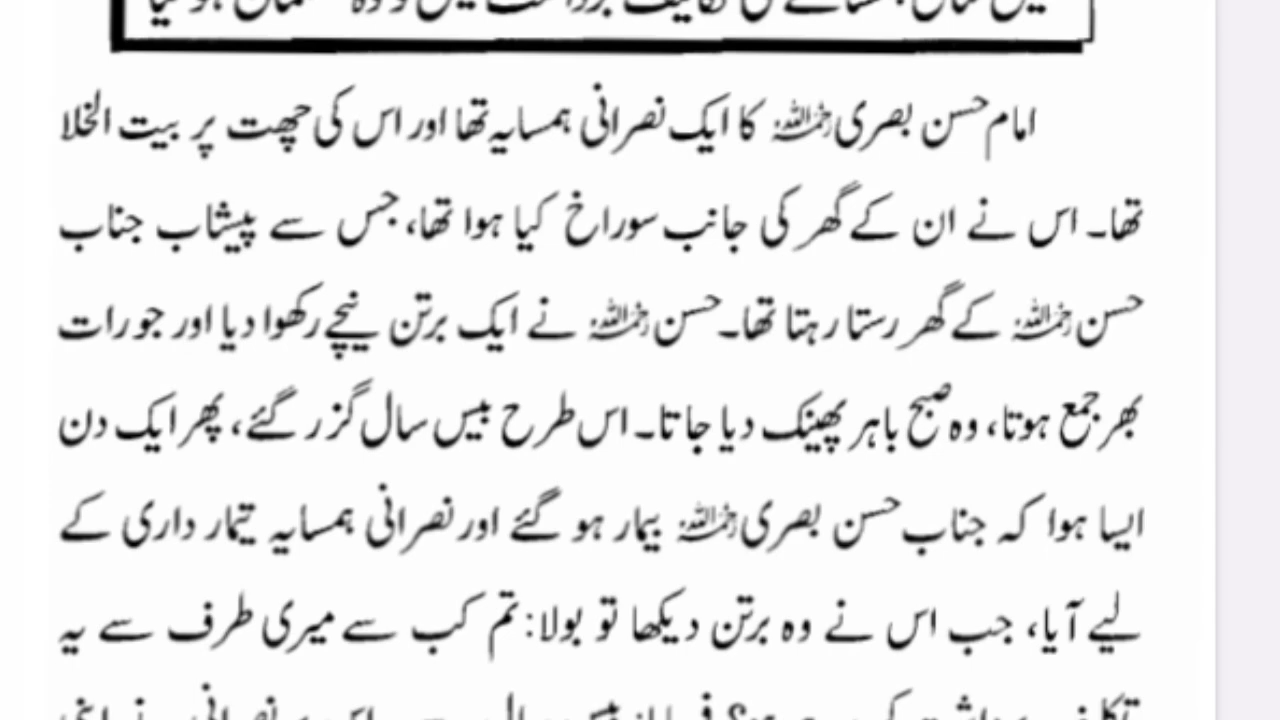 امام حسن بصری رحمہ اللہ کا ایک نصرانی ہمسایہ تھا اور اس کی چھت پر بیت الخلا
تھا۔ اس نے ان کے گھر کی جانب سوراخ کیا ہوا تھا، جس سے پیشاب جناب
حسن رحمہ اللہ کے گھر رستا رہتا تھا۔ حسن رحمہ اللہ نے ایک برتن نیچے رکھوا دیا اور جو رات
بھر جمع ہوتا، وہ صبح باہر پھینک دیا جاتا۔ اس طرح بیس سال گزر گئے، پھر ایک دن
ایسا ہوا کہ جناب حسن بصری رحمہ اللہ بیمار ہو گئے اور نصرانی ہمسایہ تیمار داری کے
لیے آیا، جب اس نے وہ برتن دیکھا تو بولا: تم کب سے میری طرف سے یہ